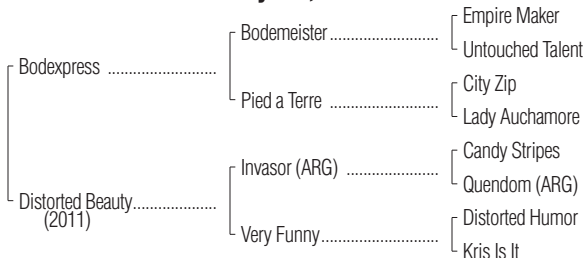 Empire Maker
Bodemeister
Untouched Talent
Bodexpress
City Zip
Pied a Terre
Lady Auchamore
Candy Stripes
Invasor (ARG)
Quendom (ARG)
Distorted Beauty
(2011)
Distorted Humor
Very Funny
Kris Is It